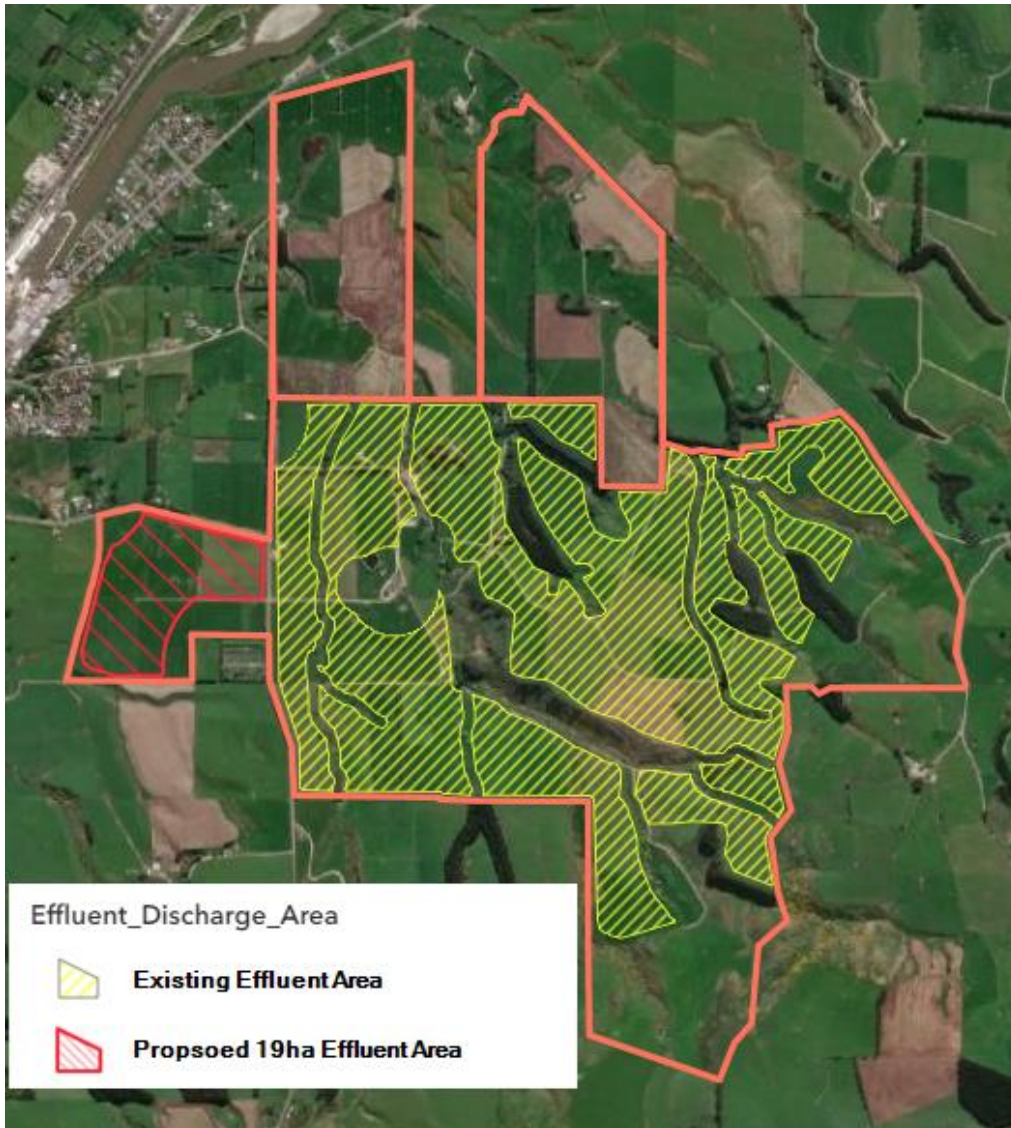 Effluent_Discharge_Area
Existing Effluent Area
Propsoed 19ha Effluent Area